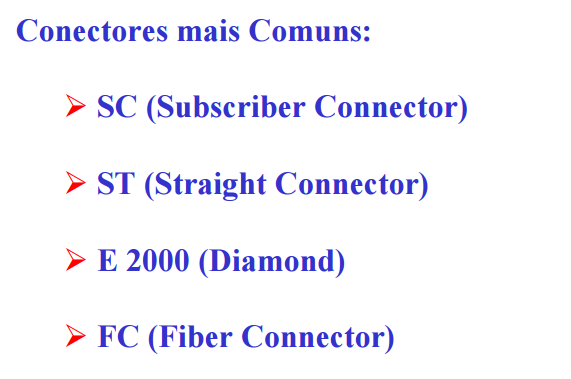 Conectores mais Comuns:
SC (Subscriber Connector)
ST (Straight Connector)
E 2000 (Diamond)
FC (Fiber Connector)